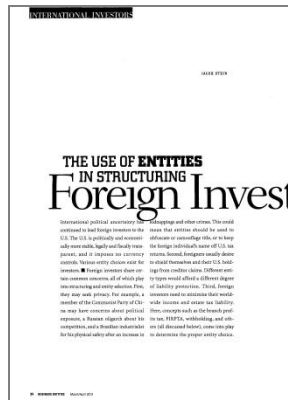 INTERNATIONAL INVESTORS
JACOB STEIN
THE USE OF ENTITIES
IN STRUCTURING
Foreign Invest
International political uncertainty has
continued to lead foreign investors to the
U.S. The U.S. is politically and economi-
cally more stable, legally and fiscally trans-
parent, and it imposes no currency
controls. Various entity choices exist for
investors. ■ Foreign investors share cer-
tain common concerns, all of which play
into structuring and entity selection. First,
they may seek privacy. For example, a
member of the Communist Party of Chi-
na may have concerns about political
exposure, a Russian oligarch about his
competition, and a Brazilian industrialist
for his physical safety after an increase in
kidnappings and other crimes. This could
mean that entities should be used to
obfuscate or camouflage title, or to keep
the foreign individual's name off U.S. tax
returns. Second, foreigners usually desire
to shield themselves and their U.S. hold-
ings from creditor claims. Different enti-
ty types would afford a different degree
of liability protection. Third, foreign
investors need to minimize their world-
wide income and estate tax liability.
Here, concepts such as the branch prof-
its tax, FIRPTA, withholding, and oth-
ers (all discussed below), come into play
to determine the proper entity choice.
BUSINESS ENTITIES March/April 2013